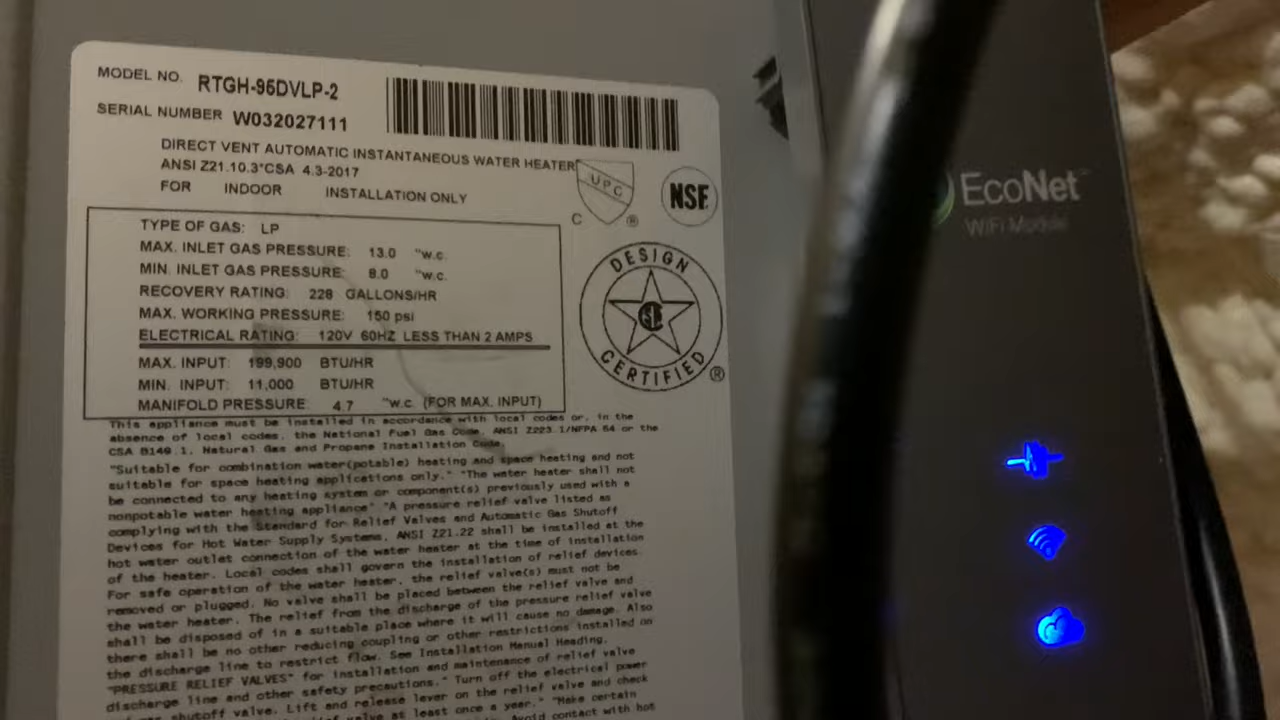 MODEL NO. RTGH-95DVLP-2
SERIAL NUMBER W032027111
DIRECT VENT AUTOMATIC INSTANTANEOUS WATER HEATER
ANSI Z21.10.3*CSA 4.3-2017
FOR INDOOR INSTALLATION ONLY
UPC
C ®
NSF
TYPE OF GAS: LP
MAX. INLET GAS PRESSURE: 13.0 "w.c.
MIN. INLET GAS PRESSURE: 8.0 "w.c.
RECOVERY RATING: 228 GALLONS/HR
MAX. WORKING PRESSURE: 150 psi
ELECTRICAL RATING: 120V 60HZ LESS THAN 2 AMPS
MAX. INPUT: 199,900 BTU/HR
MIN. INPUT: 11,000 BTU/HR
MANIFOLD PRESSURE: 4.7 "w.c. (FOR MAX. INPUT)
DESIGN
CERTIFIED ®
This appliance must be installed in accordance with local codes or, in the
absence of local codes, the National Fuel Gas Code, ANSI Z223.1/NFPA 54 or the
CSA B149.1, Natural Gas and Propane Installation Code.
"Suitable for combination water(potable) heating and space heating and not
suitable for space heating applications only." "The water heater shall not
be connected to any heating system or component(s) previously used with a
nonpotable water heating appliance" "A pressure relief valve listed as
complying with the Standard for Relief Valves and Automatic Gas Shutoff
Devices for Hot Water Supply Systems, ANSI Z21.22 shall be installed at the
hot water outlet connection of the water heater at the time of installation
of the heater. Local codes shall govern the installation of relief devices.
For safe operation of the water heater, the relief valve(s) must not be
removed or plugged. No valve shall be placed between the relief valve and
the water heater. The relief from the discharge of the pressure relief valve
shall be disposed of in a suitable place where it will cause no damage. Also
there shall be no other reducing coupling or other restrictions installed on
the discharge line to restrict flow. See Installation Manual Heading,
"PRESSURE RELIEF VALVES" for installation and maintenance of relief valve
discharge line and other safety precautions." Turn off the electrical power
shutoff valve. Lift and release lever on the relief valve and check
valve at least once a year." "Make certain
Avoid contact with hot
EcoNet™
WiFi Module